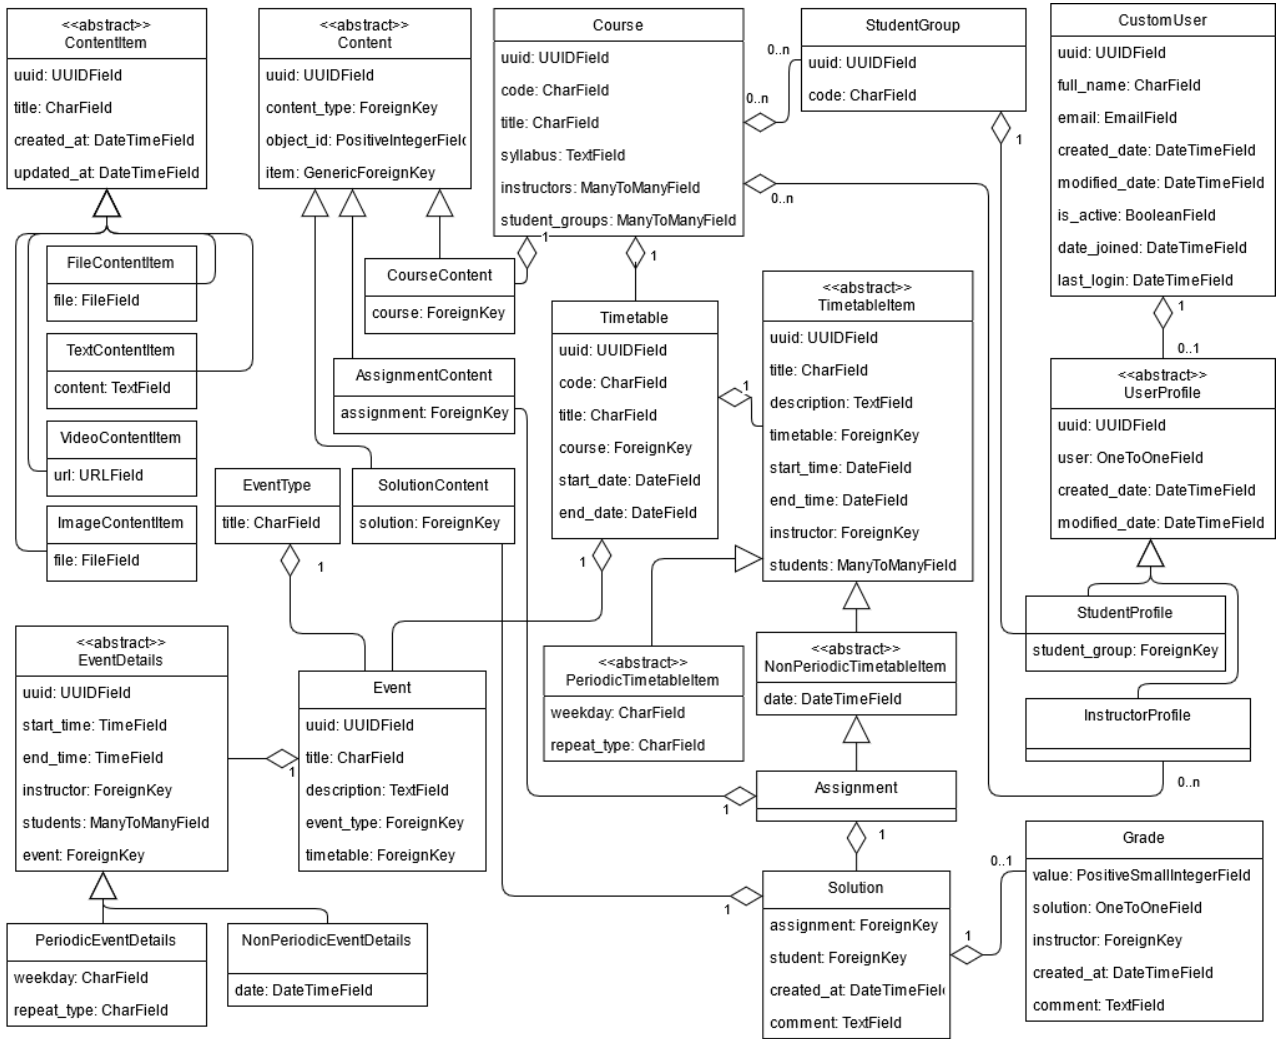 <<abstract>>
ContentItem
uuid: UUIDField
title: CharField
created_at: DateTimeField
updated_at: DateTimeField
<<abstract>>
Content
uuid: UUIDField
content_type: ForeignKey
object_id: PositiveIntegerField
item: GenericForeignKey
Course
uuid: UUIDField
code: CharField
title: CharField
syllabus: TextField
instructors: ManyToManyField
student_groups: ManyToManyField
0..n
0..n
0..n
1
1
StudentGroup
uuid: UUIDField
code: CharField
1
CustomUser
uuid: UUIDField
full_name: CharField
email: EmailField
created_date: DateTimeField
modified_date: DateTimeField
is_active: BooleanField
date_joined: DateTimeField
last_login: DateTimeField
1
0..1
FileContentItem
file: FileField
TextContentItem
content: TextField
VideoContentItem
url: URLField
ImageContentItem
file: FileField
CourseContent
course: ForeignKey
AssignmentContent
assignment: ForeignKey
SolutionContent
solution: ForeignKey
EventType
title: CharField
1
Timetable
uuid: UUIDField
code: CharField
title: CharField
course: ForeignKey
start_date: DateField
end_date: DateField
1
1
<<abstract>>
TimetableItem
uuid: UUIDField
title: CharField
description: TextField
timetable: ForeignKey
start_time: DateField
end_time: DateField
instructor: ForeignKey
students: ManyToManyField
<<abstract>>
UserProfile
uuid: UUIDField
user: OneToOneField
created_date: DateTimeField
modified_date: DateTimeField
StudentProfile
student_group: ForeignKey
InstructorProfile
0..n
<<abstract>>
EventDetails
uuid: UUIDField
start_time: TimeField
end_time: TimeField
instructor: ForeignKey
students: ManyToManyField
event: ForeignKey
1
Event
uuid: UUIDField
title: CharField
description: TextField
event_type: ForeignKey
timetable: ForeignKey
<<abstract>>
PeriodicTimetableItem
weekday: CharField
repeat_type: CharField
<<abstract>>
NonPeriodicTimetableItem
date: DateTimeField
Assignment
1
1
PeriodicEventDetails
weekday: CharField
repeat_type: CharField
NonPeriodicEventDetails
date: DateTimeField
1
Solution
assignment: ForeignKey
student: ForeignKey
created_at: DateTimeField
comment: TextField
1
0..1
Grade
value: PositiveSmallIntegerField
solution: OneToOneField
instructor: ForeignKey
created_at: DateTimeField
comment: TextField